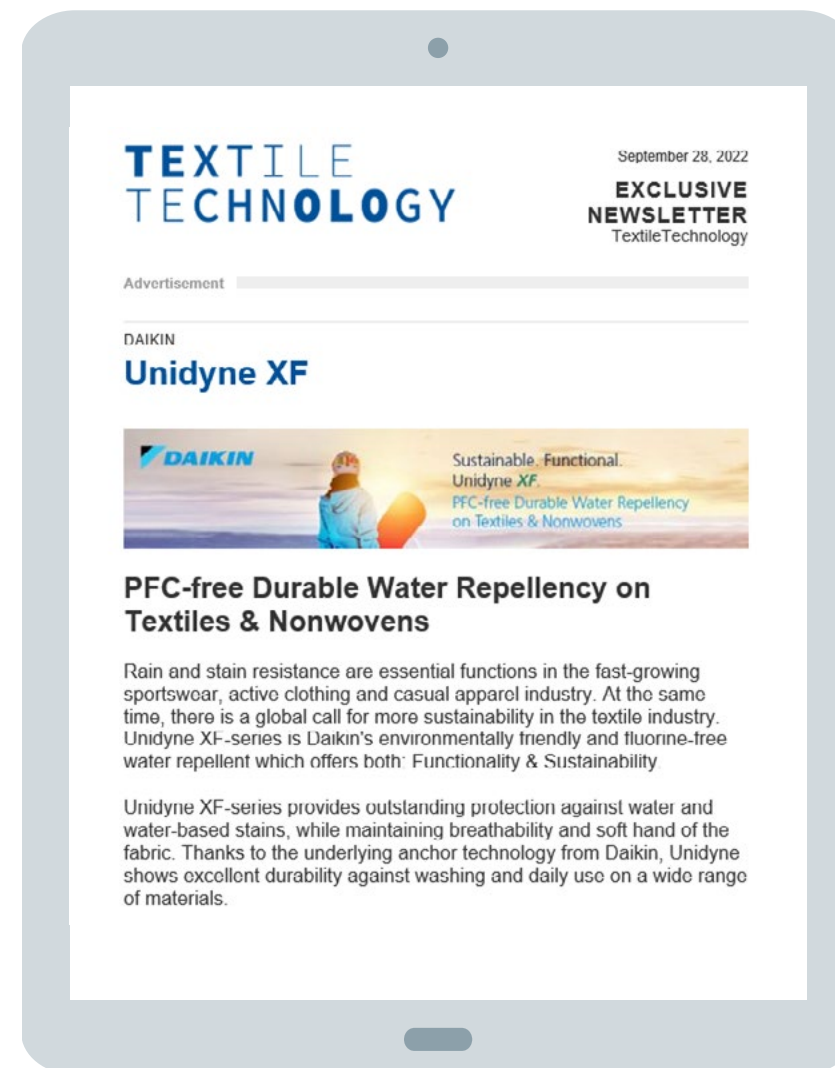 TEXTILE
TECHNOLOGY
September 28, 2022
EXCLUSIVE
NEWSLETTER
TextileTechnology
Advertisement
DAIKIN
Unidyne XF
DAIKIN
Sustainable. Functional.
Unidyne XF.
PFC-free Durable Water Repellency
on Textiles & Nonwovens
PFC-free Durable Water Repellency on
Textiles & Nonwovens
Rain and stain resistance are essential functions in the fast-growing
sportswear, active clothing and casual apparel industry. At the same
time, there is a global call for more sustainability in the textile industry.
Unidyne XF-series is Daikin's environmentally friendly and fluorine-free
water repellent which offers both: Functionality & Sustainability.
Unidyne XF-series provides outstanding protection against water and
water-based stains, while maintaining breathability and soft hand of the
fabric. Thanks to the underlying anchor technology from Daikin, Unidyne
shows excellent durability against washing and daily use on a wide range
of materials.